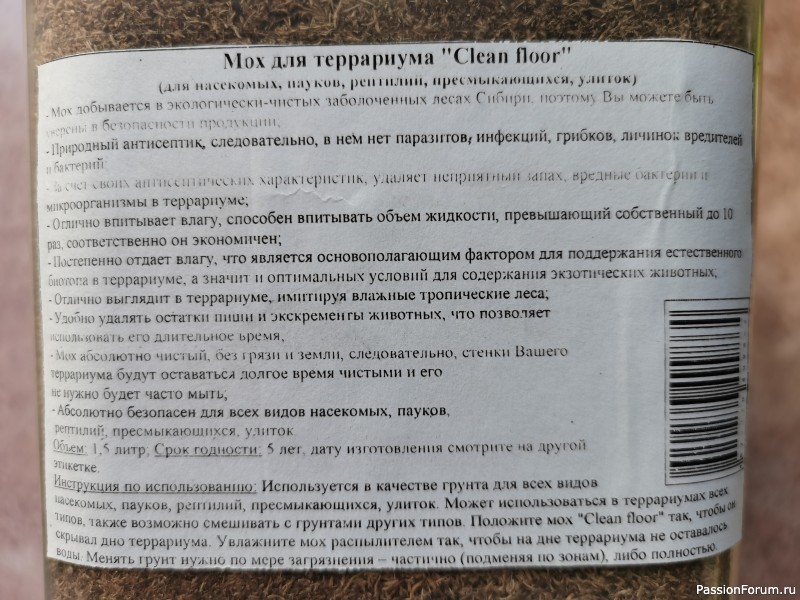 Мох для террариума "Clean floor"
(для насекомых, пауков, рептилий, пресмыкающихся, улиток)
- Мох добывается в экологически-чистых заболоченных лесах Сибири, поэтому Вы можете быть
уверены в безопасности продукции;
- Природный антисептик, следовательно, в нем нет паразитов, инфекций, грибков, личинок вредителей
и бактерий
- За счет своих антисептических характеристик, удаляет неприятный запах, вредные бактерии и
микроорганизмы в террариуме;
- Отлично впитывает влагу, способен впитывать объем жидкости, превышающий собственный до 10
раз, соответственно он экономичен;
- Постепенно отдает влагу, что является основополагающим фактором для поддержания естественного
биотопа в террариуме, а значит и оптимальных условий для содержания экзотических животных;
- Отлично выглядит в террариуме, имитируя влажные тропические леса;
- Удобно удалять остатки пищи и экскременты животных, что позволяет
использовать его длительное время;
- Мох абсолютно чистый, без грязи и земли, следовательно, стенки Вашего
террариума будут оставаться долгое время чистыми и его
не нужно будет часто мыть;
- Абсолютно безопасен для всех видов насекомых, пауков,
рептилий, пресмыкающихся, улиток
Объем: 1,5 литр; Срок годности: 5 лет, дату изготовления смотрите на другой
этикетке.
Инструкция по использованию: Используется в качестве грунта для всех видов
насекомых, пауков, рептилий, пресмыкающихся, улиток. Может использоваться в террариумах всех
типов, также возможно смешивать с грунтами других типов. Положите мох "Clean floor" так, чтобы он
скрывал дно террариума. Увлажните мох распылителем так, чтобы на дне террариума не оставалось
воды. Менять грунт нужно по мере загрязнения – частично (подменяя по зонам), либо полностью.
PassionForum.ru